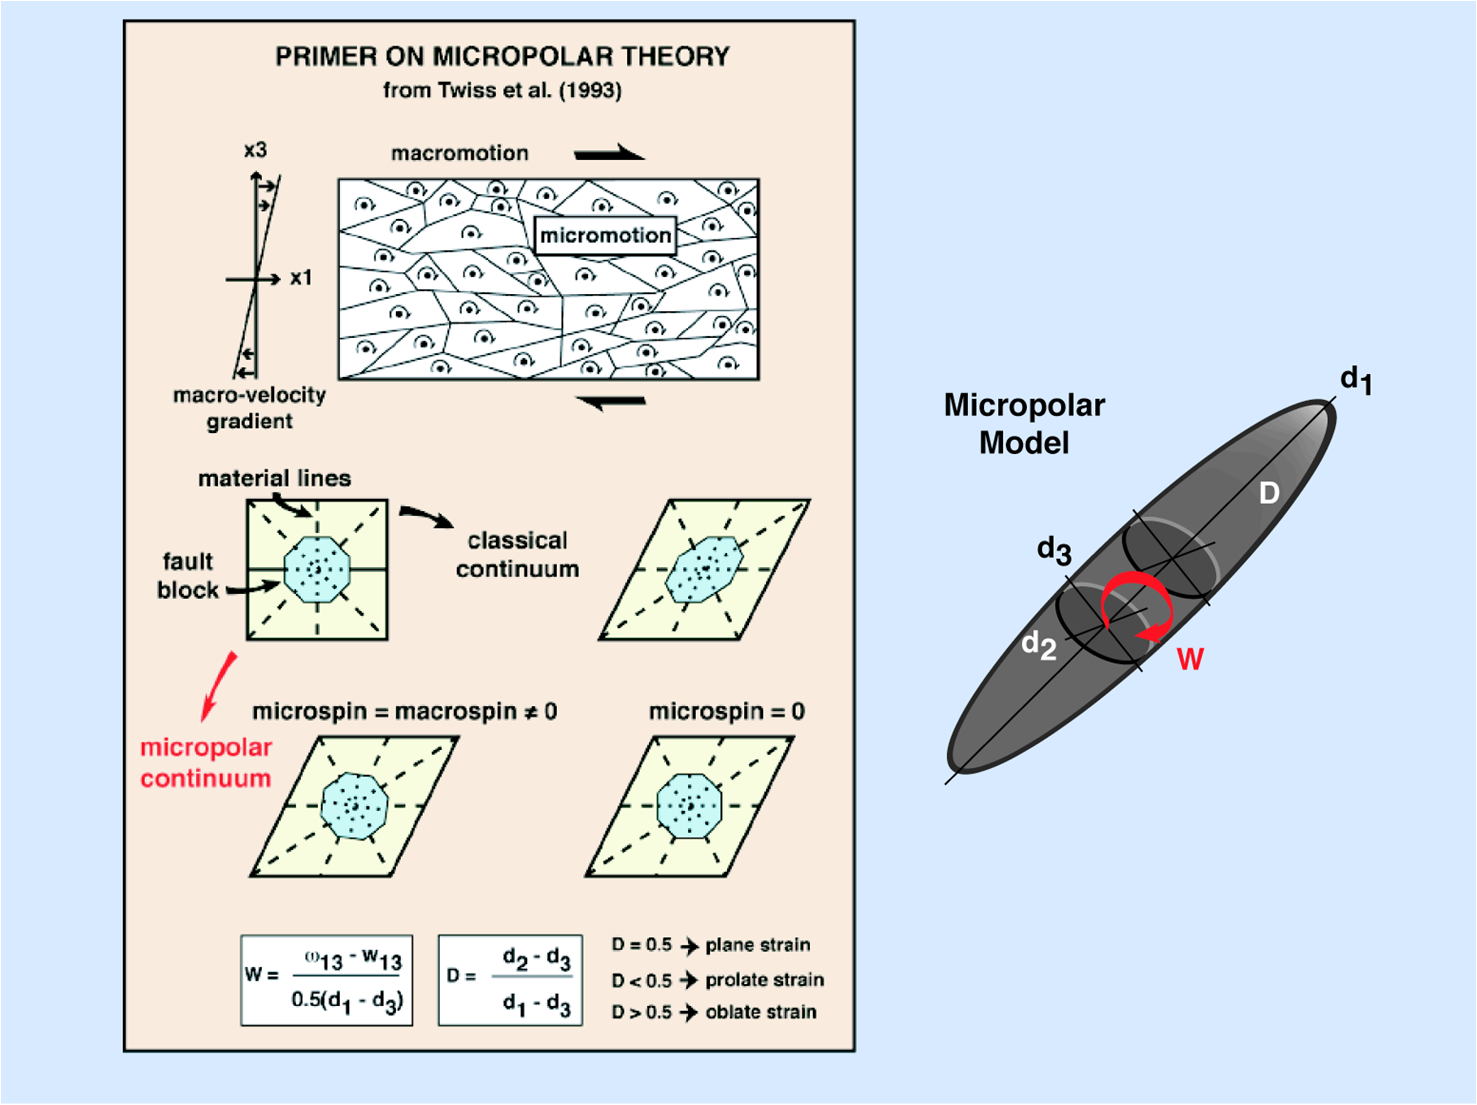 PRIMER ON MICROPOLAR THEORY
from Twiss et al. (1993)
x3
macromotion
micromotion
x1
macro-velocity
gradient
material lines
fault
block
classical
continuum
microspin = macrospin ≠ 0
microspin = 0
micropolar
continuum
W = ω13 - w13
0.5(d1 - d3)
D = d2 - d3
d1 - d3
D = 0.5 → plane strain
D < 0.5 → prolate strain
D > 0.5 → oblate strain
Micropolar
Model
d1
D
d3
d2
W